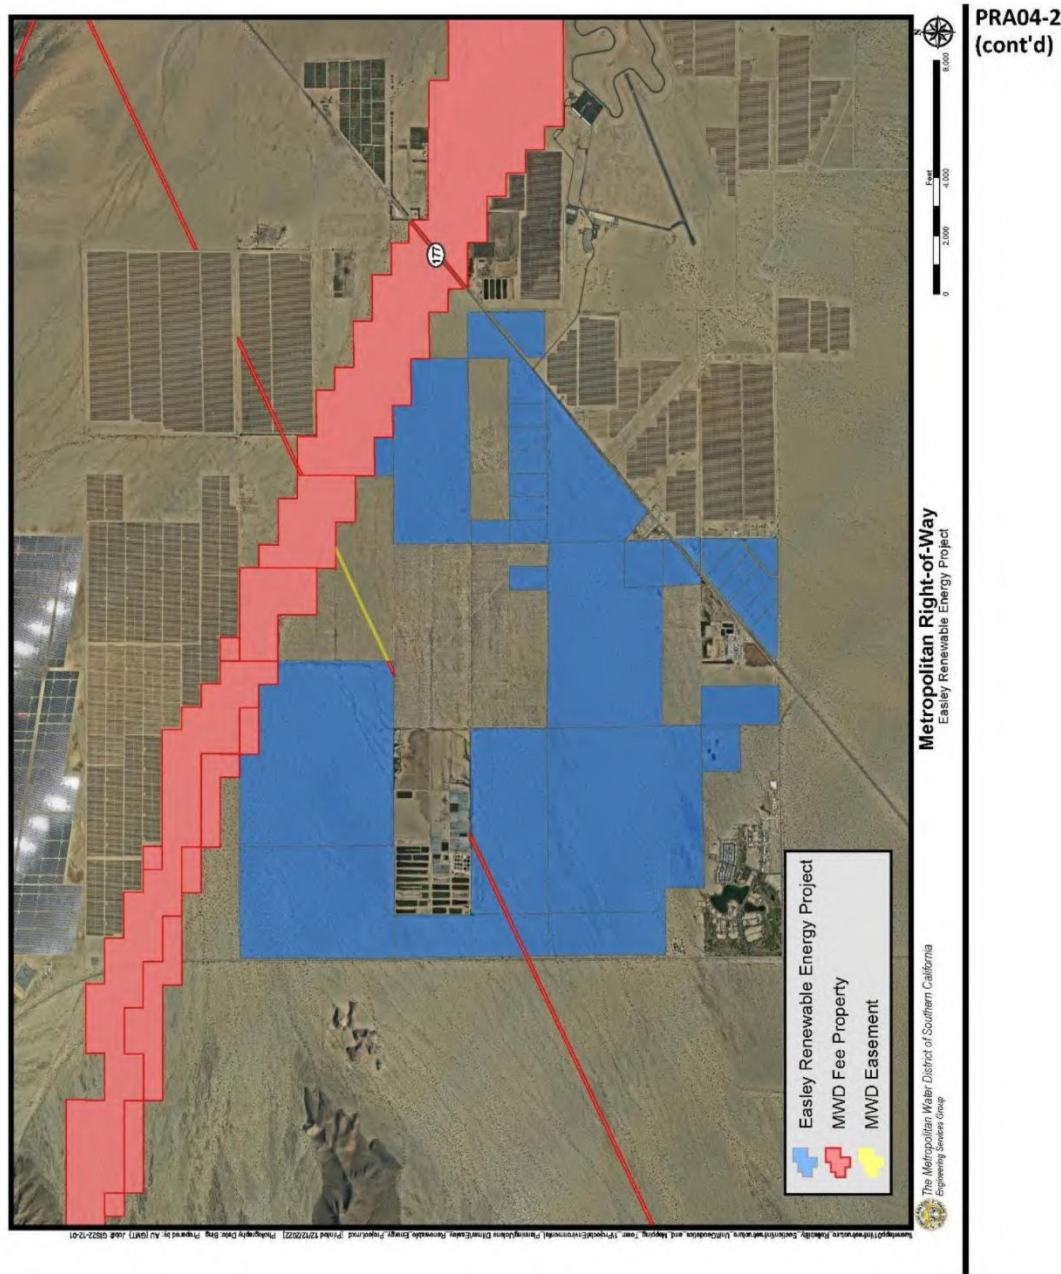 PRA04-2
(cont'd)
N
177
Feet
0 2,000 4,000 8,000
Metropolitan Right-of-Way
Easley Renewable Energy Project
Easley Renewable Energy Project
MWD Fee Property
MWD Easement
The Metropolitan Water District of Southern California
Engineering Services Group